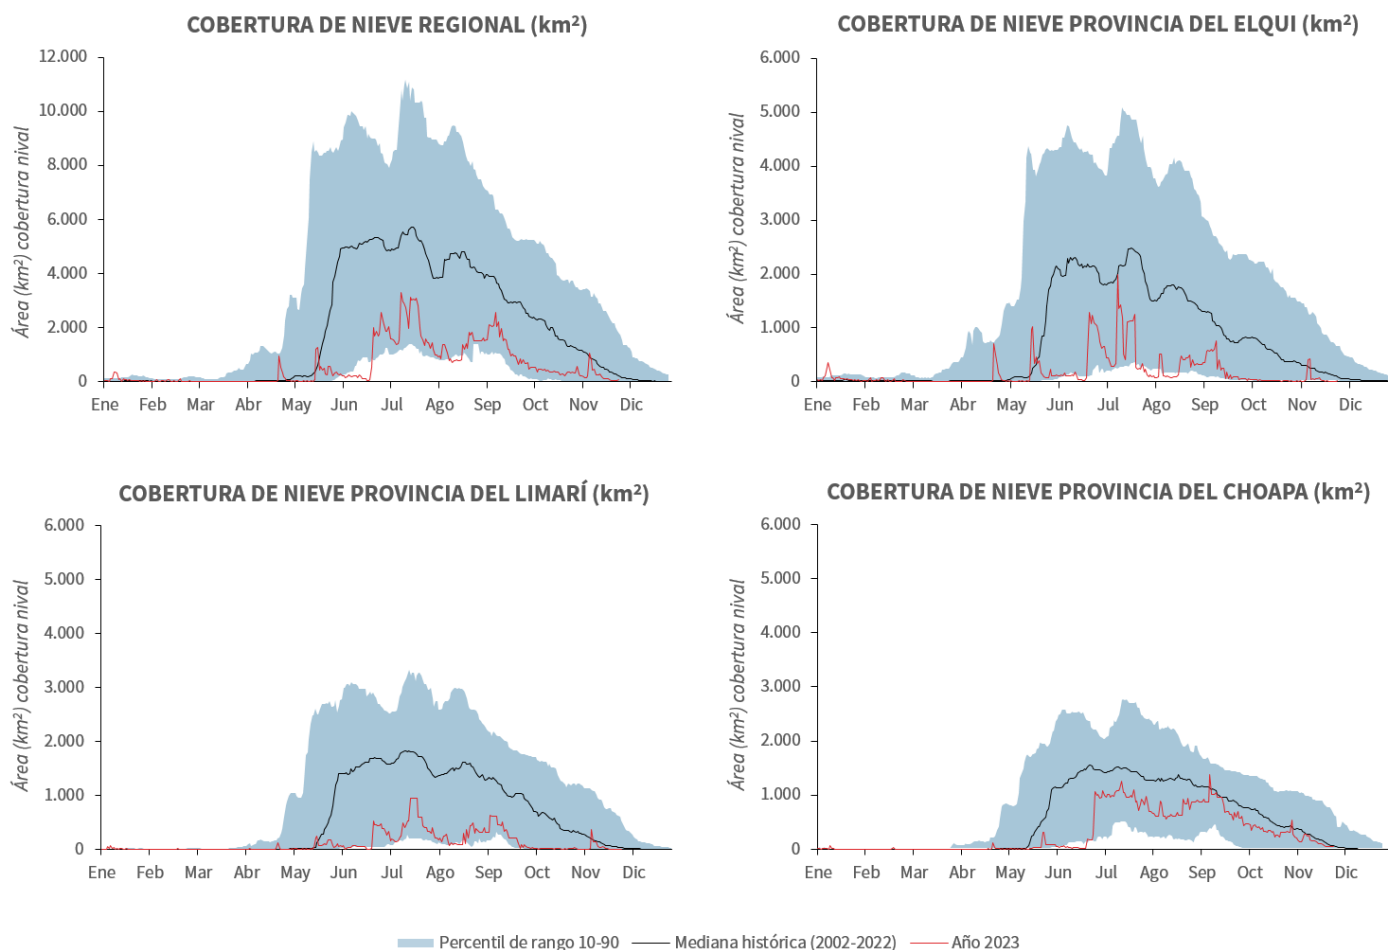 COBERTURA DE NIEVE REGIONAL (km²)
12.000
10.000
8.000
6.000
4.000
2.000
0
Área (km²) cobertura nival
Ene Feb Mar Abr May Jun Jul Ago Sep Oct Nov Dic
COBERTURA DE NIEVE PROVINCIA DEL ELQUI (km²)
6.000
5.000
4.000
3.000
2.000
1.000
0
Área (km²) cobertura nival
Ene Feb Mar Abr May Jun Jul Ago Sep Oct Nov Dic
COBERTURA DE NIEVE PROVINCIA DEL LIMARÍ (km²)
6.000
5.000
4.000
3.000
2.000
1.000
0
Área (km²) cobertura nival
Ene Feb Mar Abr May Jun Jul Ago Sep Oct Nov Dic
COBERTURA DE NIEVE PROVINCIA DEL CHOAPA (km²)
6.000
5.000
4.000
3.000
2.000
1.000
0
Área (km²) cobertura nival
Ene Feb Mar Abr May Jun Jul Ago Sep Oct Nov Dic
Percentil de rango 10-90 Mediana histórica (2002-2022) Año 2023